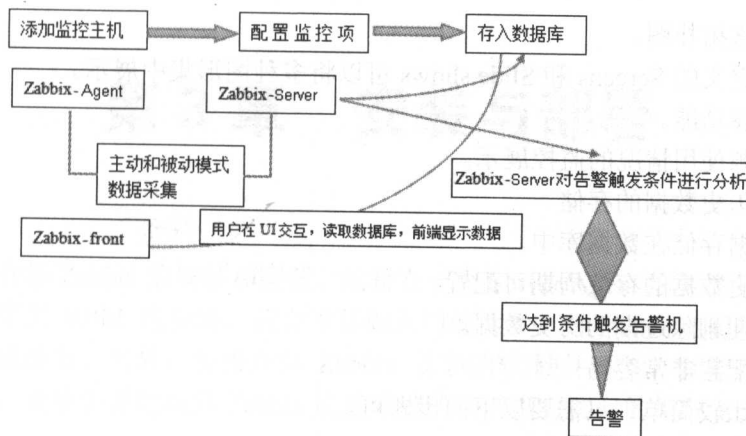 添加监控主机
配置监控项
存入数据库
Zabbix-Agent
Zabbix-Server
主动和被动模式
数据采集
Zabbix-Server对告警触发条件进行分析
Zabbix-front
用户在 UI交互，读取数据库，前端显示数据
达到条件触发告警机
告警